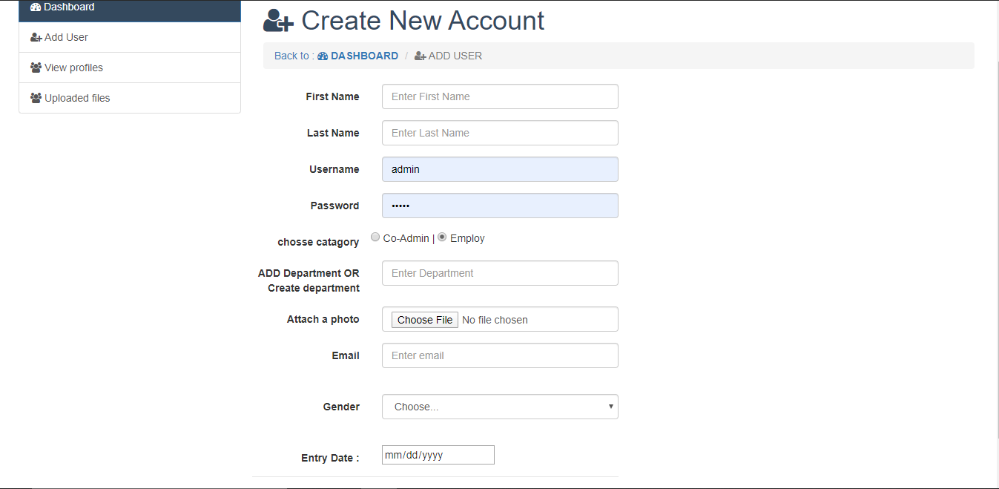 Dashboard
Add User
View profiles
Uploaded files
Create New Account
Back to : DASHBOARD / ADD USER
First Name Enter First Name
Last Name Enter Last Name
Username admin
Password •••••
chosse catagory Co-Admin | Employ
ADD Department OR Enter Department
Create department
Attach a photo Choose File No file chosen
Email Enter email
Gender Choose...
Entry Date : mm/dd/yyyy